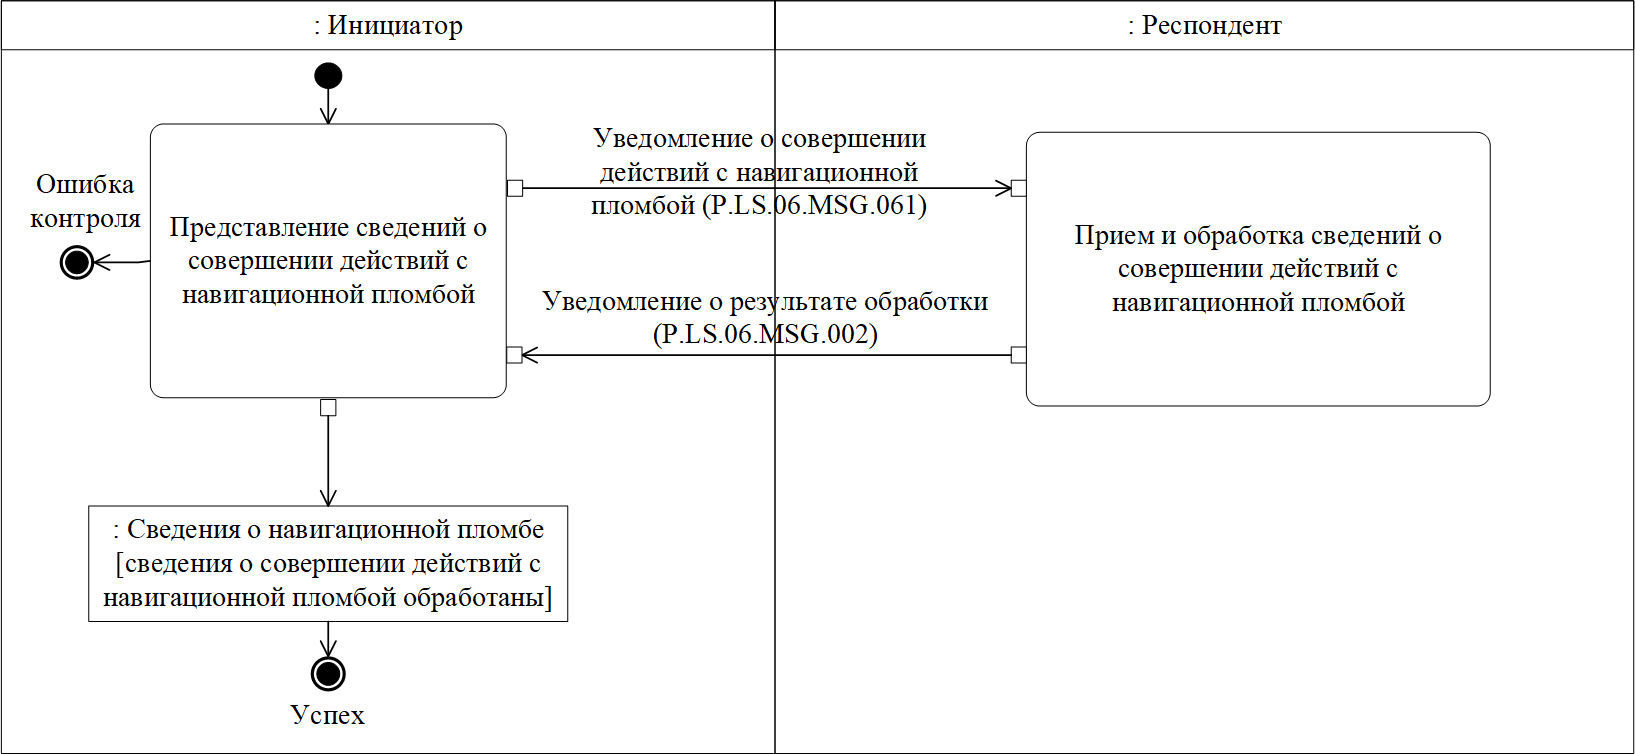 : Инициатор
: Респондент
Уведомление о совершении
действий с навигационной
пломбой (P.LS.06.MSG.061)
Ошибка
контроля
Представление сведений о
совершении действий с
навигационной пломбой
Прием и обработка сведений о
совершении действий с
навигационной пломбой
Уведомление о результате обработки
(P.LS.06.MSG.002)
: Сведения о навигационной пломбе
[сведения о совершении действий с
навигационной пломбой обработаны]
Успех